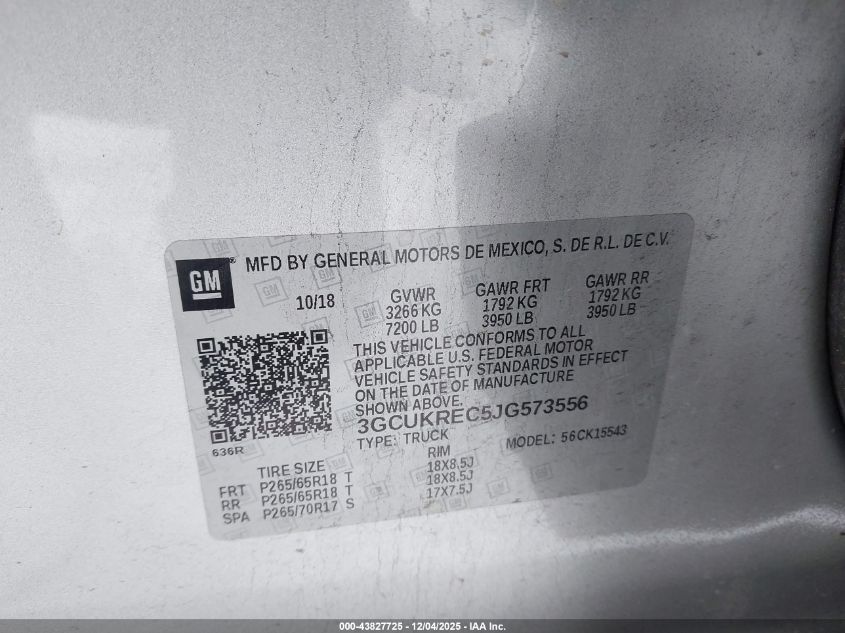 GM ® MFD BY GENERAL MOTORS DE MEXICO, S. DE R.L. DE C.V.
10/18 GVWR GAWR FRT GAWR RR
3266 KG 1792 KG 1792 KG
7200 LB 3950 LB 3950 LB
THIS VEHICLE CONFORMS TO ALL
APPLICABLE U.S. FEDERAL MOTOR
VEHICLE SAFETY STANDARDS IN EFFECT
ON THE DATE OF MANUFACTURE
SHOWN ABOVE.
3GCUKREC5JG573556
636R TYPE: TRUCK MODEL: 56CK15543
TIRE SIZE RIM
FRT P265/65R18 T 18X8.5J
RR P265/65R18 T 18X8.5J
SPA P265/70R17 S 17X7.5J
000-43827725 - 12/04/2025 - IAA Inc.